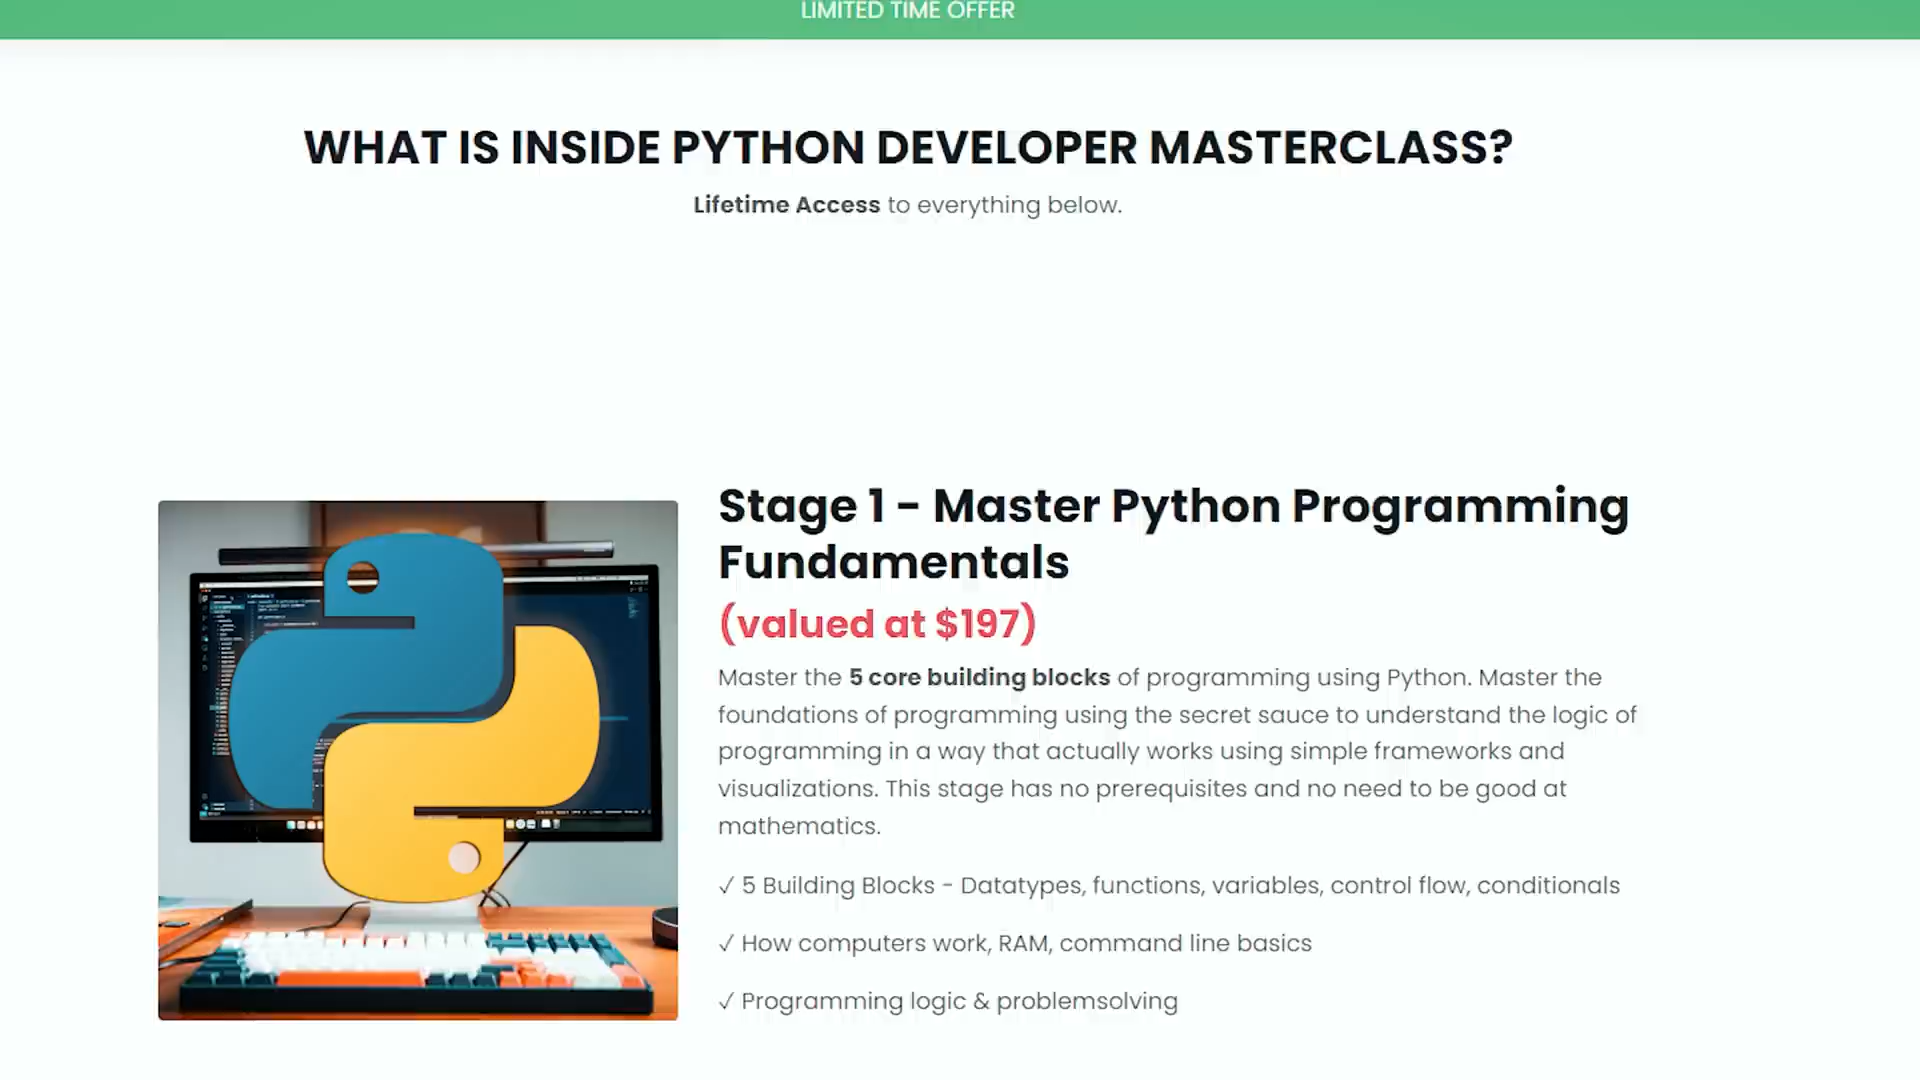 LIMITED TIME OFFER
WHAT IS INSIDE PYTHON DEVELOPER MASTERCLASS?
Lifetime Access to everything below.
Stage 1 - Master Python Programming
Fundamentals
(valued at $197)
Master the 5 core building blocks of programming using Python. Master the
foundations of programming using the secret sauce to understand the logic of
programming in a way that actually works using simple frameworks and
visualizations. This stage has no prerequisites and no need to be good at
mathematics.
✓ 5 Building Blocks - Datatypes, functions, variables, control flow, conditionals
✓ How computers work, RAM, command line basics
✓ Programming logic & problemsolving